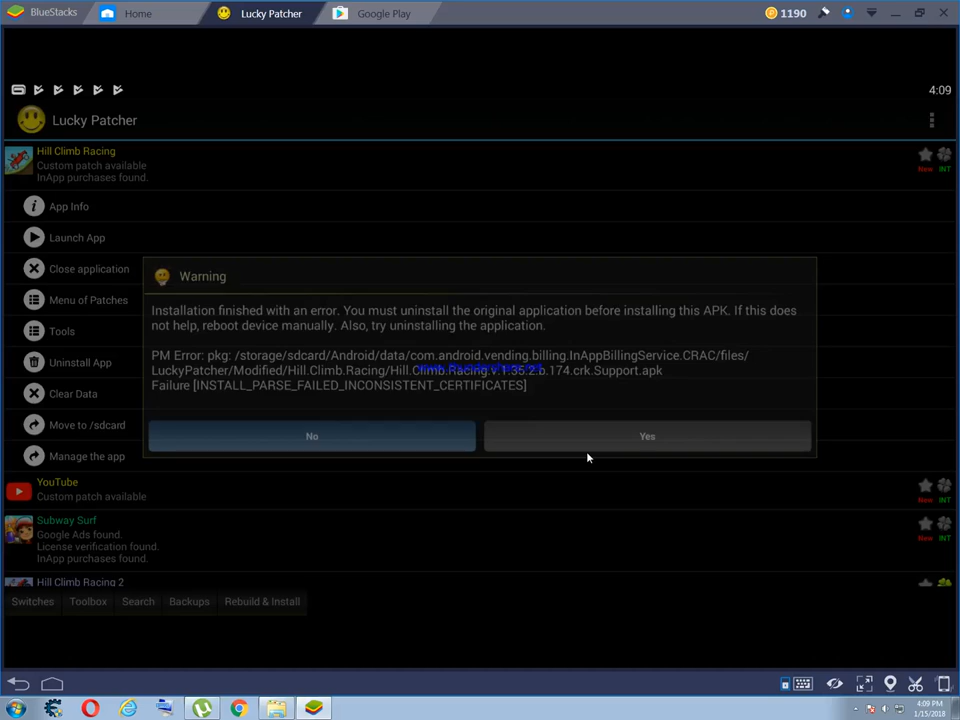 BlueStacks Home Lucky Patcher Google Play 1190
4:09
Lucky Patcher
Hill Climb Racing
Custom patch available
InApp purchases found.
New INT
App Info
Launch App
Close application
Menu of Patches
Tools
Uninstall App
Clear Data
Move to /sdcard
Manage the app
Warning
Installation finished with an error. You must uninstall the original application before installing this APK. If this does
not help, reboot device manually. Also, try uninstalling the application.
PM Error: pkg: /storage/sdcard/Android/data/com.android.vending.billing.InAppBillingService.CRAC/files/
LuckyPatcher/Modified/Hill.Climb.Racing/Hill.Climb.Racing.v.1.35.2.b.174.crk.Support.apk
Failure [INSTALL_PARSE_FAILED_INCONSISTENT_CERTIFICATES]
No Yes
YouTube
Custom patch available
New INT
Subway Surf
Google Ads found.
License verification found.
InApp purchases found.
New INT
Hill Climb Racing 2
Switches Toolbox Search Backups Rebuild & Install
4:09 PM
1/15/2018